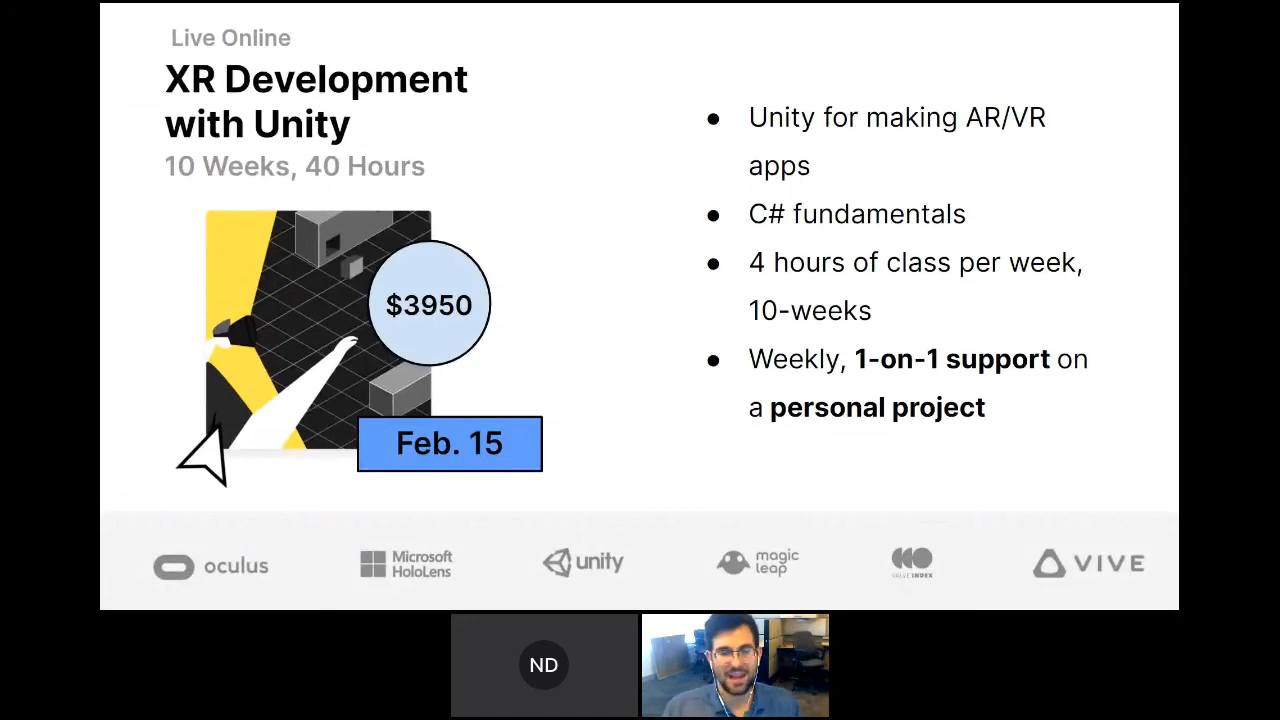 Live Online
XR Development
with Unity
10 Weeks, 40 Hours
$3950
Feb. 15
● Unity for making AR/VR
apps
● C# fundamentals
● 4 hours of class per week,
10-weeks
● Weekly, 1-on-1 support on
a personal project
oculus
Microsoft
HoloLens
unity
magic
leap
VALVE INDEX
VIVE
ND